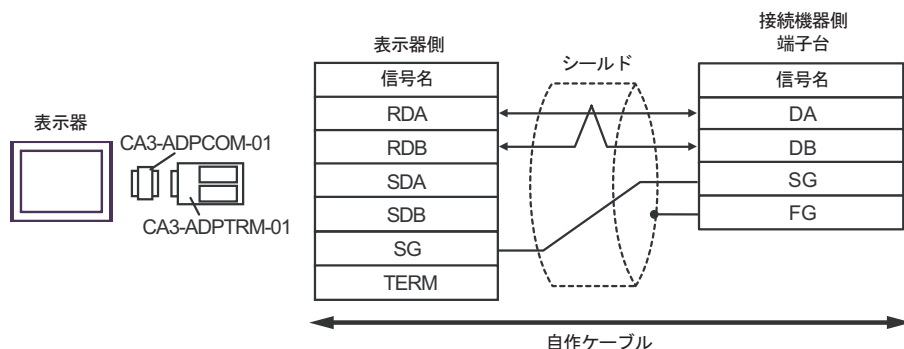 表示器
CA3-ADPCOM-01
CA3-ADPTRM-01
表示器側
信号名
RDA
RDB
SDA
SDB
SG
TERM
シールド
接続機器側
端子台
信号名
DA
DB
SG
FG
自作ケーブル